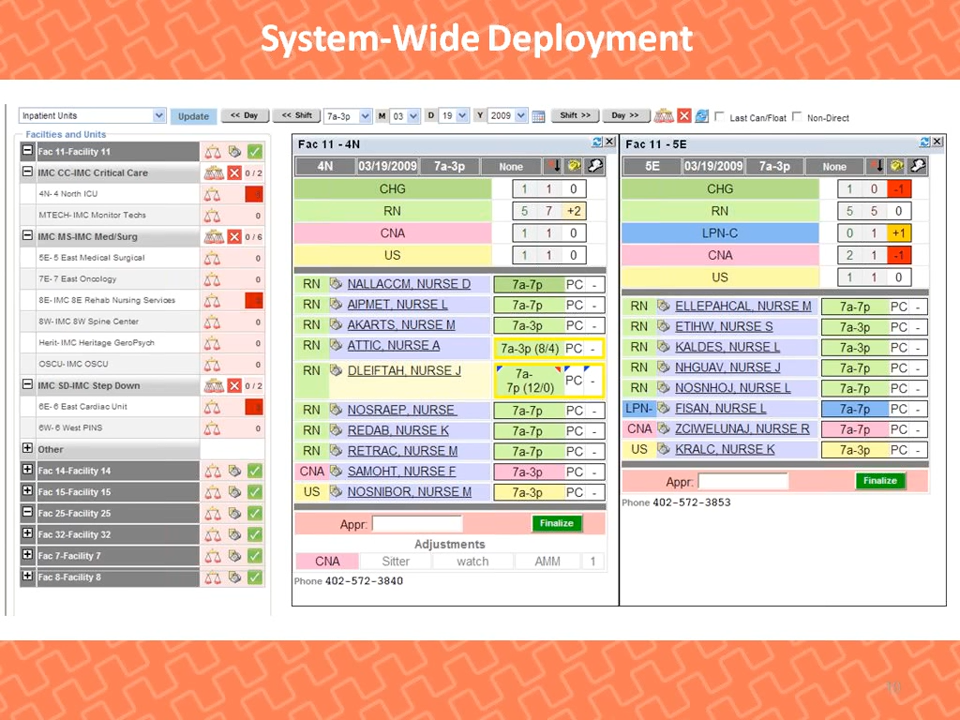 System-Wide Deployment
Inpatient Units Update << Day << Shift 7a-3p M 03 D 19 Y 2009 Shift >> Day >> Last Can/Float Non-Direct
Facilties and Units
Fac 11-Facility 11
IMC CC-IMC Critical Care 0 / 2
4N- 4 North ICU
MTECH- IMC Monitor Techs 0
IMC MS-IMC Med/Surg 0 / 6
5E- 5 East Medical Surgical 0
7E- 7 East Oncology 0
8E- IMC 8E Rehab Nursing Services
8W- IMC 8W Spine Center 0
Herit- IMC Heritage GeroPsych 0
OSCU- IMC OSCU 0
IMC SD-IMC Step Down 0 / 2
6E- 6 East Cardiac Unit
6W- 6 West PINS 0
Other
Fac 14-Facility 14
Fac 15-Facility 15
Fac 25-Facility 25
Fac 32-Facility 32
Fac 7-Facility 7
Fac 8-Facility 8
Fac 11 - 4N
4N 03/19/2009 7a-3p None
CHG 1 1 0
RN 5 7 +2
CNA 1 1 0
US 1 1 0
RN NALLACCM, NURSE D 7a-7p PC -
RN AIPMET, NURSE L 7a-7p PC -
RN AKARTS, NURSE M 7a-3p PC -
RN ATTIC, NURSE A 7a-3p (8/4) PC -
RN DLEIFTAH, NURSE J 7a-
7p (12/0) PC -
RN NOSRAEP, NURSE 7a-7p PC -
RN REDAB, NURSE K 7a-7p PC -
RN RETRAC, NURSE M 7a-7p PC -
CNA SAMOHT, NURSE F 7a-3p PC -
US NOSNIBOR, NURSE M 7a-3p PC -
Appr: Finalize
Adjustments
CNA Sitter watch AMM 1
Phone 402-572-3840
Fac 11 - 5E
5E 03/19/2009 7a-3p None
CHG 1 0 -1
RN 5 5 0
LPN-C 0 1 +1
CNA 2 1 -1
US 1 1 0
RN ELLEPAHCAL, NURSE M 7a-7p PC -
RN ETIHW, NURSE S 7a-3p PC -
RN KALDES, NURSE L 7a-3p PC -
RN NHGUAV, NURSE J 7a-7p PC -
RN NOSNHOJ, NURSE L 7a-7p PC -
LPN- FISAN, NURSE L 7a-7p PC -
CNA ZCIWELUNAJ, NURSE R 7a-7p PC -
US KRALC, NURSE K 7a-3p PC -
Appr: Finalize
Phone 402-572-3853